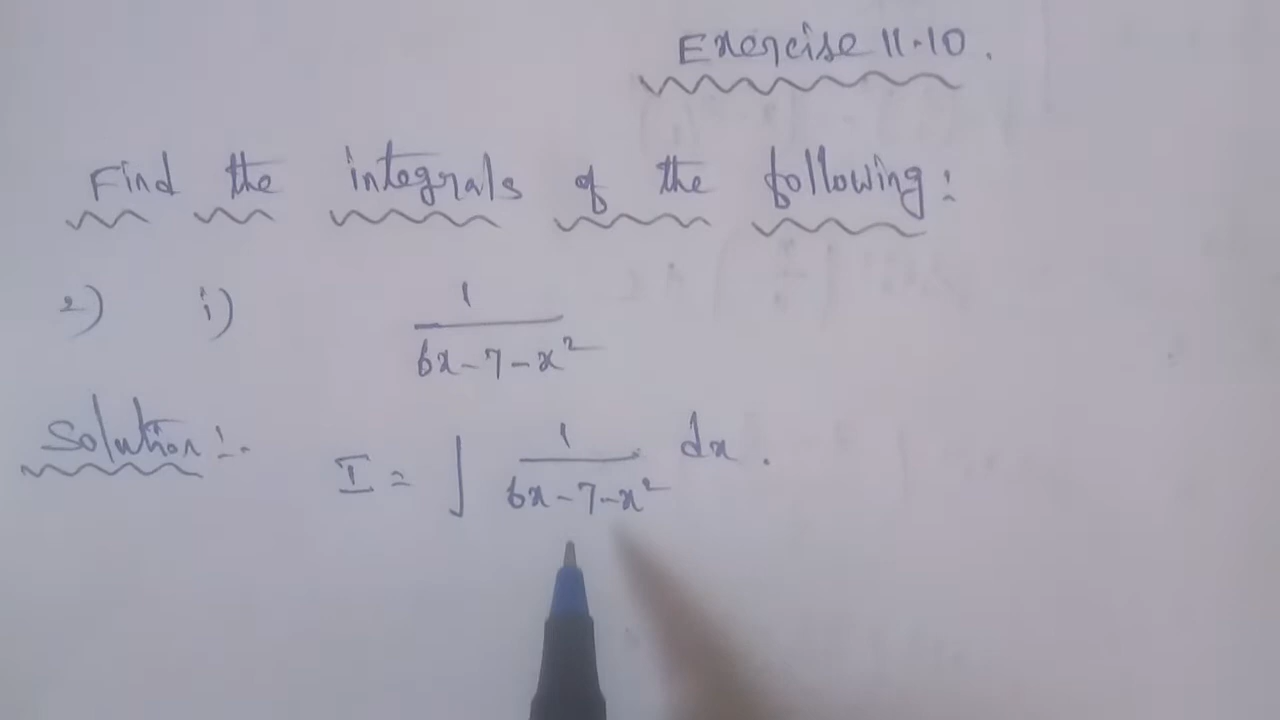 Exercise 11.10.
Find the integrals of the following:
2) i) 1/(6x-7-x²)
Solution:- I = ∫ 1/(6x-7-x²) dx.